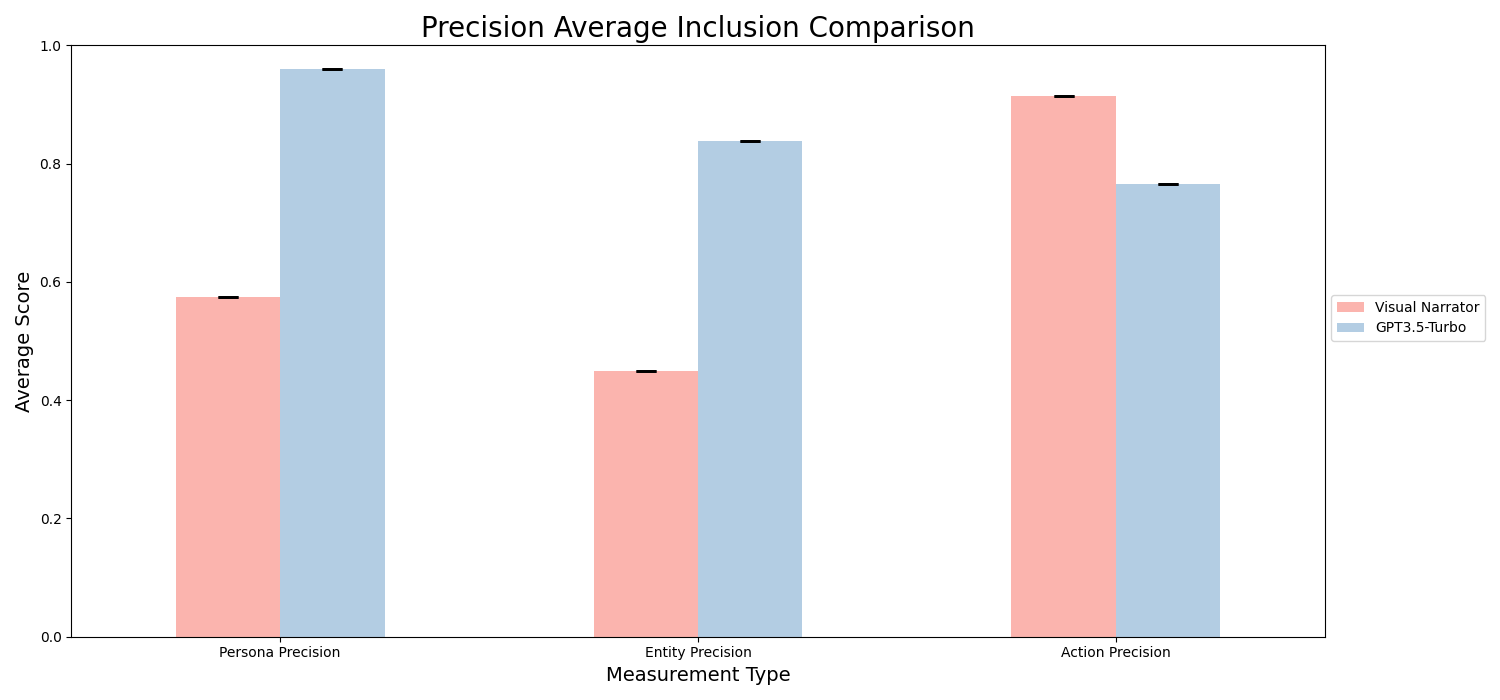 Precision Average Inclusion Comparison
1.0
0.8
0.6
0.4
0.2
0.0
Average Score
Persona Precision
Entity Precision
Action Precision
Measurement Type
Visual Narrator
GPT3.5-Turbo